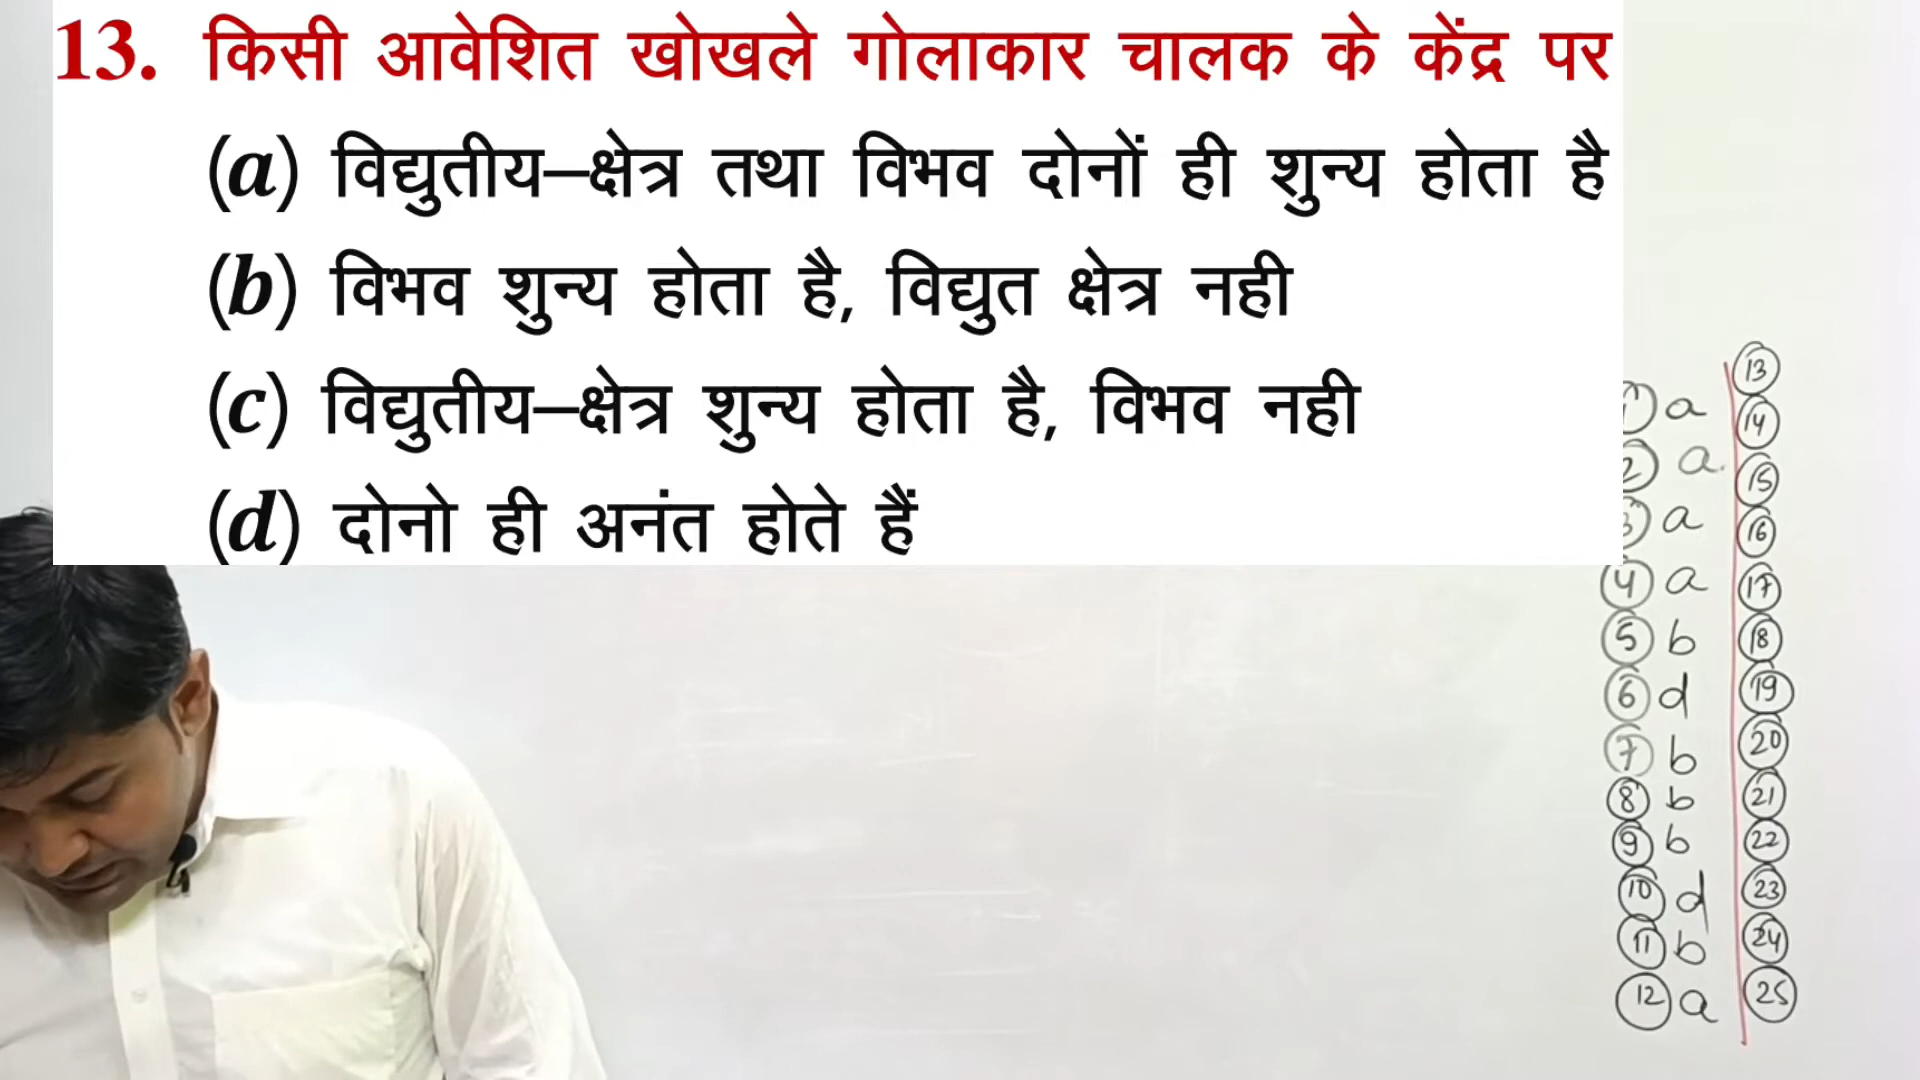 13. किसी आवेशित खोखले गोलाकार चालक के केंद्र पर
(a) विद्युतीय–क्षेत्र तथा विभव दोनों ही शुन्य होता है
(b) विभव शुन्य होता है, विद्युत क्षेत्र नही
(c) विद्युतीय–क्षेत्र शुन्य होता है, विभव नही
(d) दोनो ही अनंत होते हैं
1 a
2 a.
3 a
4 a
5 b
6 d
7 b
8 b
9 b
10 d
11 b
12 a
13
14
15
16
17
18
19
20
21
22
23
24
25